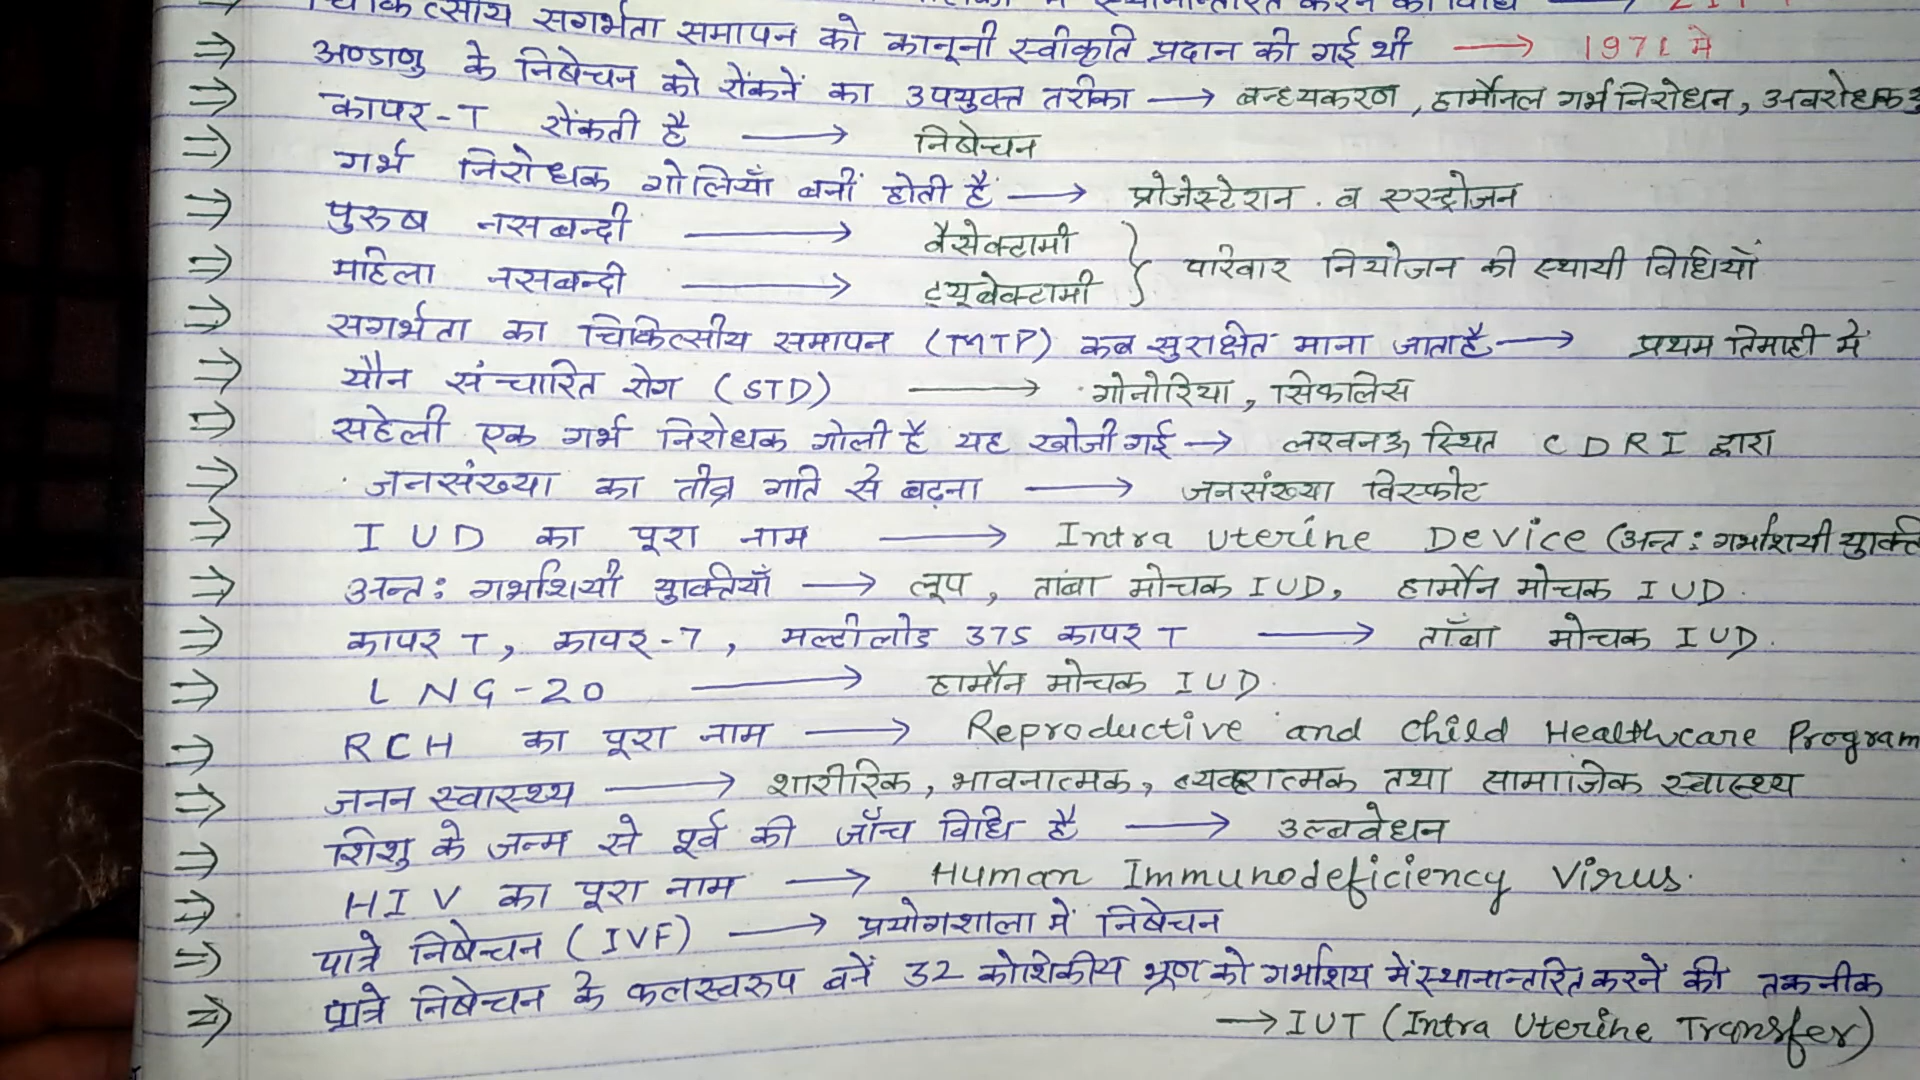 में स्थानान्तरित करने की विधि →
⇒ चिकित्सीय सगर्भता समापन को कानूनी स्वीकृति प्रदान की गई थी → 1971 में
⇒ अण्डाणु के निषेचन को रोंकनें का उपयुक्त तरीका → बन्ध्यकरण, हार्मोनल गर्भ निरोधन, अवरोधक
⇒ कापर-T रोंकती है → निषेचन
⇒ गर्भ निरोधक गोलियाँ बनीं होती हैं → प्रोजेस्टेरान व एस्ट्रोजन
⇒ पुरुष नसबन्दी → वैसेक्टामी } परिवार नियोजन की स्थायी विधियाँ
⇒ महिला नसबन्दी → ट्यूबेक्टामी
⇒ सगर्भता का चिकित्सीय समापन (MTP) कब सुरक्षित माना जाता है → प्रथम तिमाही में
⇒ यौन संचारित रोग (STD) → गोनोरिया, सिफलिस
⇒ सहेली एक गर्भ निरोधक गोली है यह खोजी गई → लखनऊ स्थित CDRI द्वारा
⇒ जनसंख्या का तीव्र गति से बढ़ना → जनसंख्या विस्फोट
⇒ IUD का पूरा नाम → Intra Uterine Device (अन्तः गर्भाशयी युक्ति
⇒ अन्तः गर्भाशयी युक्तियाँ → लूप, तांबा मोचक IUD, हार्मोन मोचक IUD.
⇒ कापर T, कापर-7, मल्टीलोड 375 कापर T → ताँबा मोचक IUD.
⇒ LNG-20 → हार्मोन मोचक IUD.
⇒ RCH का पूरा नाम → Reproductive and Child Healthcare Program
⇒ जनन स्वास्थ्य → शारीरिक, भावनात्मक, व्यवहारात्मक तथा सामाजिक स्वास्थ्य
⇒ शिशु के जन्म से पूर्व की जाँच विधि है → उल्बवेधन
⇒ HIV का पूरा नाम → Human Immunodeficiency Virus.
⇒ पात्रे निषेचन (IVF) → प्रयोगशाला में निषेचन
⇒ पात्रे निषेचन के फलस्वरुप बनें 32 कोशिकीय भ्रूण को गर्भाशय में स्थानान्तरित करनें की तकनीक
→ IUT (Intra Uterine Transfer)